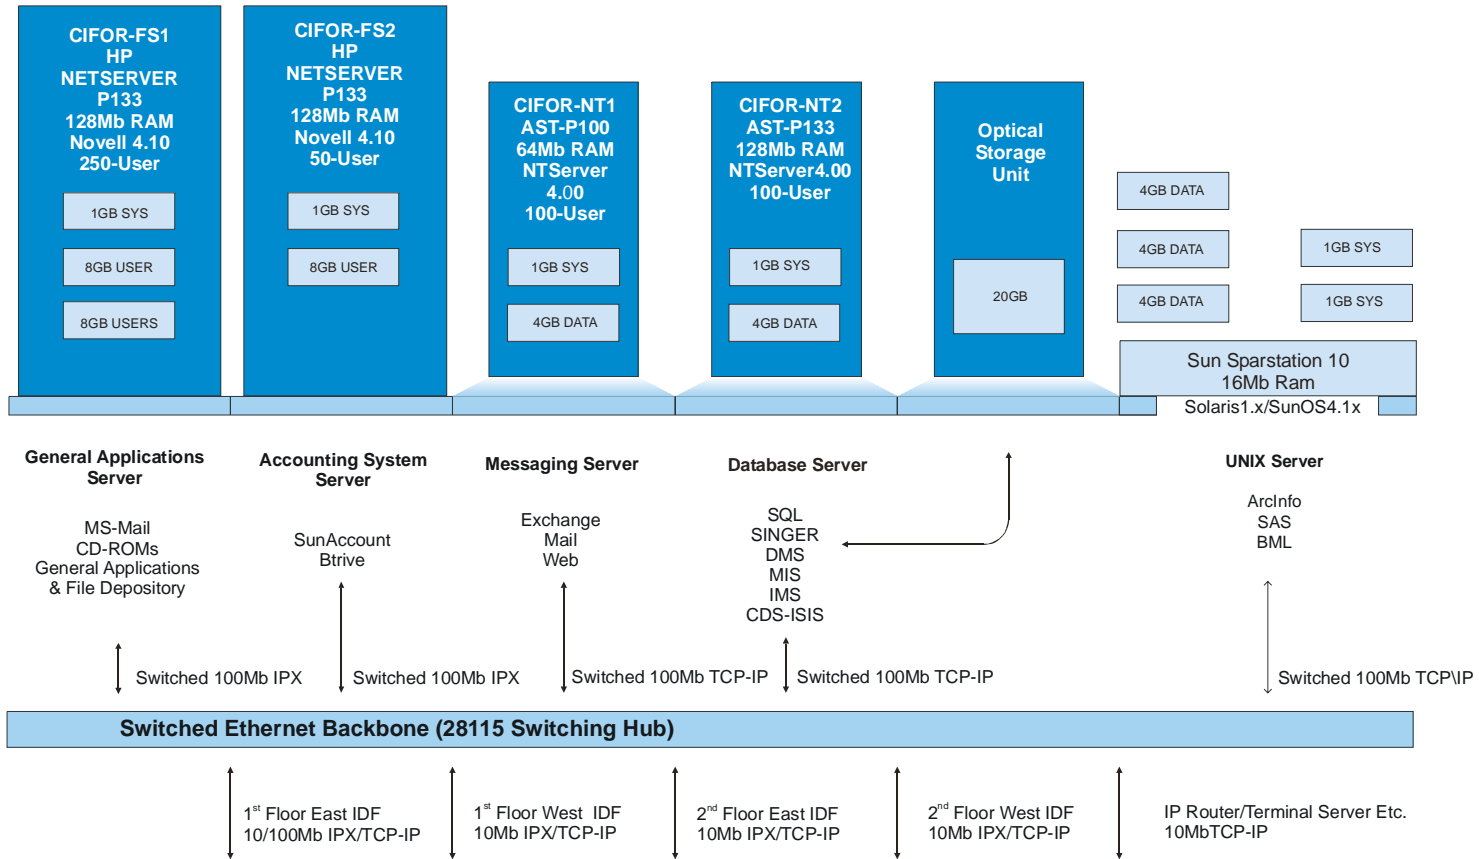 CIFOR-FS1
HP
NETSERVER
P133
128Mb RAM
Novell 4.10
250-User
1GB SYS
8GB USER
8GB USERS
CIFOR-FS2
HP
NETSERVER
P133
128Mb RAM
Novell 4.10
50-User
1GB SYS
8GB USER
CIFOR-NT1
AST-P100
64Mb RAM
NTServer
4.00
100-User
1GB SYS
4GB DATA
CIFOR-NT2
AST-P133
128Mb RAM
NTServer4.00
100-User
1GB SYS
4GB DATA
Optical
Storage
Unit
20GB
4GB DATA
4GB DATA
4GB DATA
1GB SYS
1GB SYS
Sun Sparstation 10
16Mb Ram
Solaris1.x/SunOS4.1x
General Applications
Server
MS-Mail
CD-ROMs
General Applications
& File Depository
Switched 100Mb IPX
Accounting System
Server
SunAccount
Btrive
Switched 100Mb IPX
Messaging Server
Exchange
Mail
Web
Switched 100Mb TCP-IP
Database Server
SQL
SINGER
DMS
MIS
IMS
CDS-ISIS
Switched 100Mb TCP-IP
UNIX Server
ArcInfo
SAS
BML
Switched 100Mb TCP\IP
Switched Ethernet Backbone (28115 Switching Hub)
1st Floor East IDF
10/100Mb IPX/TCP-IP
1st Floor West IDF
10Mb IPX/TCP-IP
2nd Floor East IDF
10Mb IPX/TCP-IP
2nd Floor West IDF
10Mb IPX/TCP-IP
IP Router/Terminal Server Etc.
10MbTCP-IP